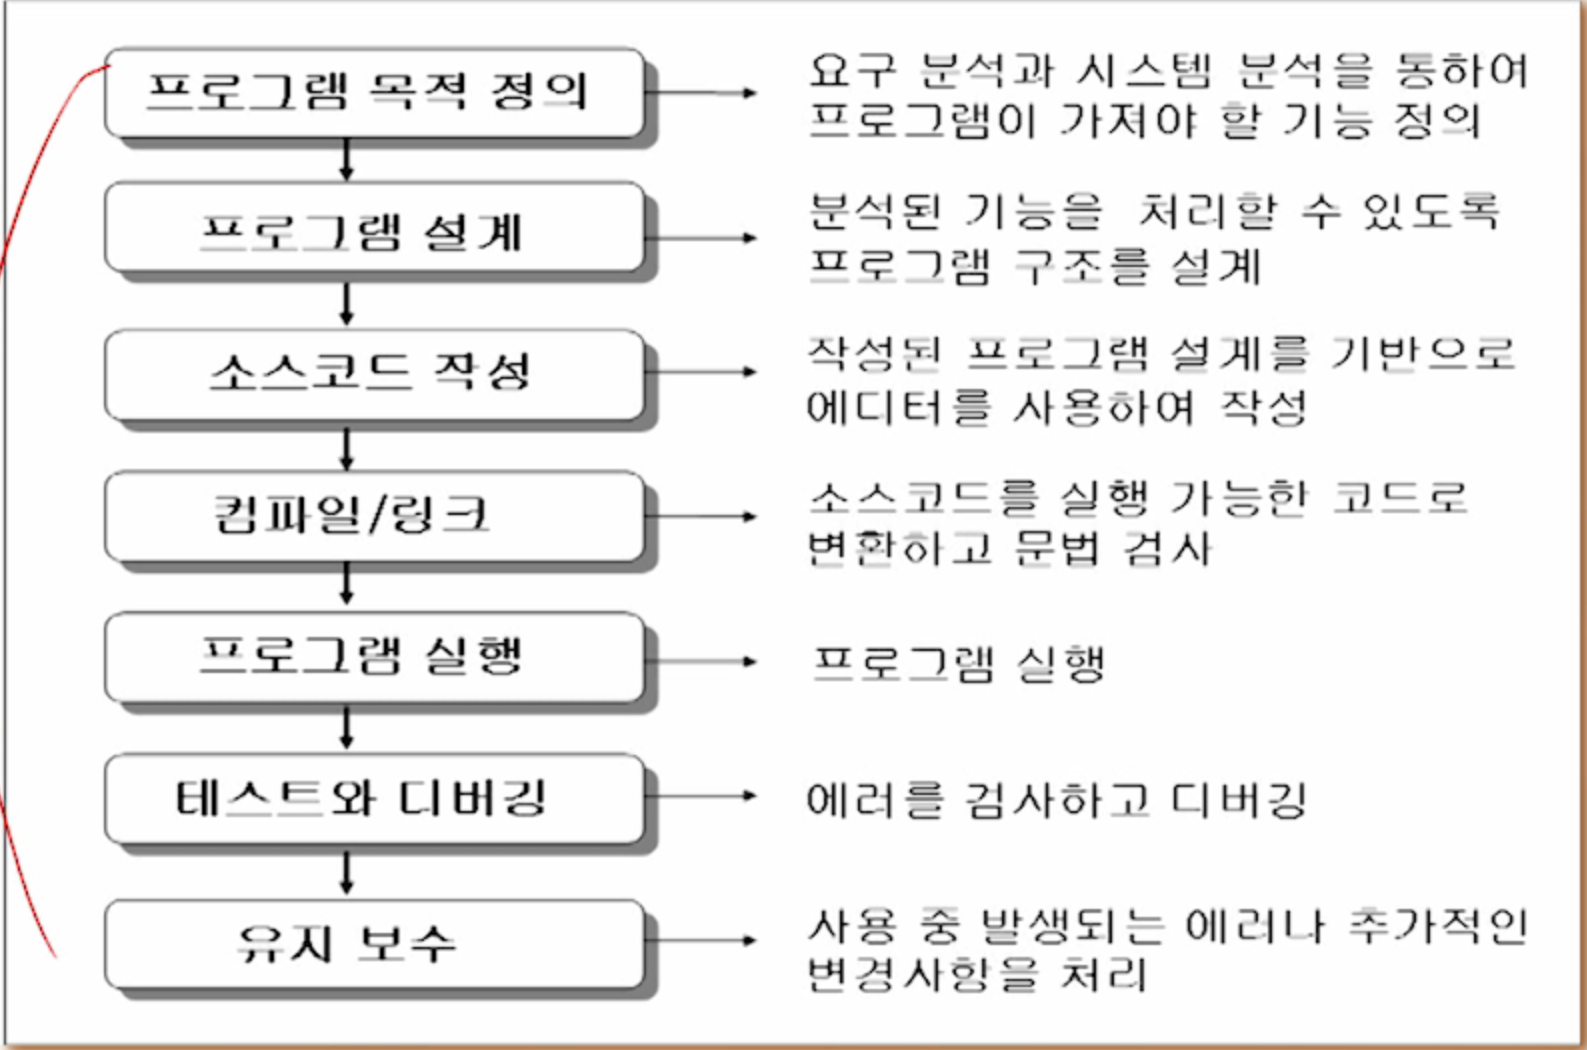 프로그램 목적 정의
요구 분석과 시스템 분석을 통하여
프로그램이 가져야 할 기능 정의
프로그램 설계
분석된 기능을 처리할 수 있도록
프로그램 구조를 설계
소스코드 작성
작성된 프로그램 설계를 기반으로
에디터를 사용하여 작성
컴파일/링크
소스코드를 실행 가능한 코드로
변환하고 문법 검사
프로그램 실행
프로그램 실행
테스트와 디버깅
에러를 검사하고 디버깅
유지 보수
사용 중 발생되는 에러나 추가적인
변경사항을 처리